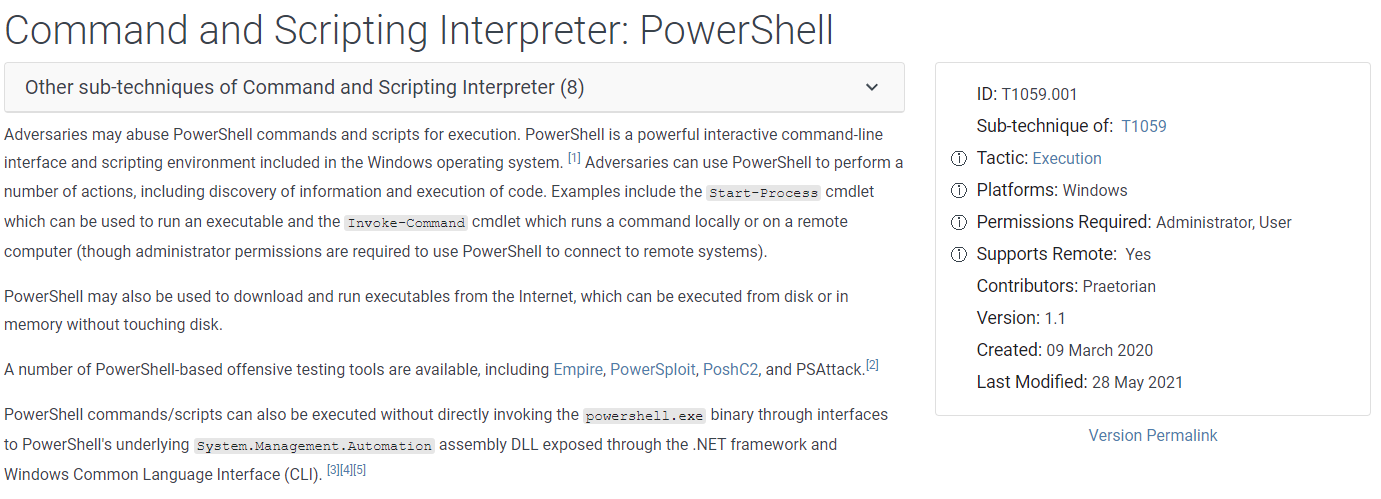 Command and Scripting Interpreter: PowerShell
Other sub-techniques of Command and Scripting Interpreter (8)
Adversaries may abuse PowerShell commands and scripts for execution. PowerShell is a powerful interactive command-line
interface and scripting environment included in the Windows operating system. [1] Adversaries can use PowerShell to perform a
number of actions, including discovery of information and execution of code. Examples include the Start-Process cmdlet
which can be used to run an executable and the Invoke-Command cmdlet which runs a command locally or on a remote
computer (though administrator permissions are required to use PowerShell to connect to remote systems).
PowerShell may also be used to download and run executables from the Internet, which can be executed from disk or in
memory without touching disk.
A number of PowerShell-based offensive testing tools are available, including Empire, PowerSploit, PoshC2, and PSAttack.[2]
PowerShell commands/scripts can also be executed without directly invoking the powershell.exe binary through interfaces
to PowerShell's underlying System.Management.Automation assembly DLL exposed through the .NET framework and
Windows Common Language Interface (CLI). [3][4][5]
ID: T1059.001
Sub-technique of: T1059
Tactic: Execution
Platforms: Windows
Permissions Required: Administrator, User
Supports Remote: Yes
Contributors: Praetorian
Version: 1.1
Created: 09 March 2020
Last Modified: 28 May 2021
Version Permalink